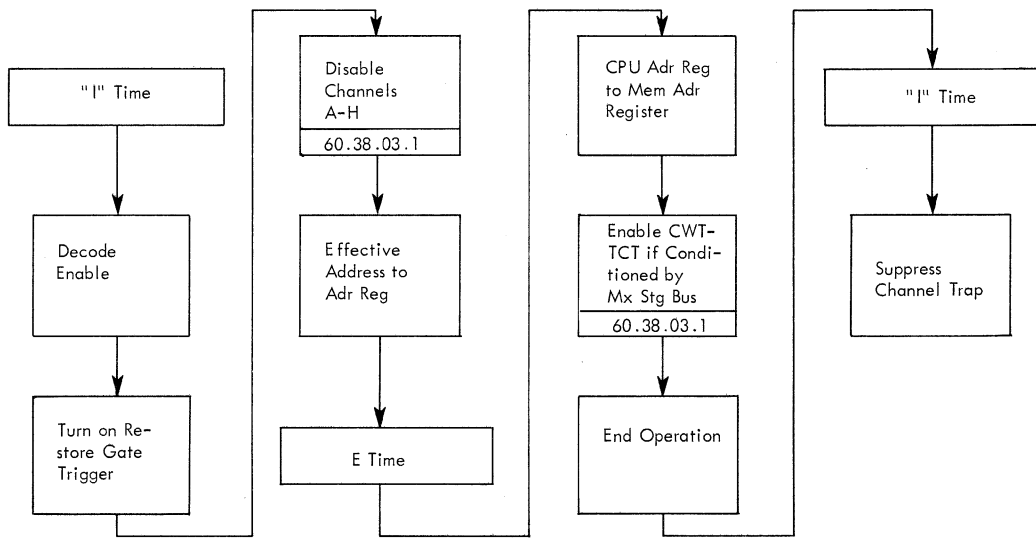 "I" Time
Decode
Enable
Turn on Re-
store Gate
Trigger
Disable
Channels
A-H
60.38.03.1
Effective
Address to
Adr Reg
E Time
CPU Adr Reg
to Mem Adr
Register
Enable CWT-
TCT if Condi-
tioned by
Mx Stg Bus
60.38.03.1
End Operation
"I" Time
Suppress
Channel Trap